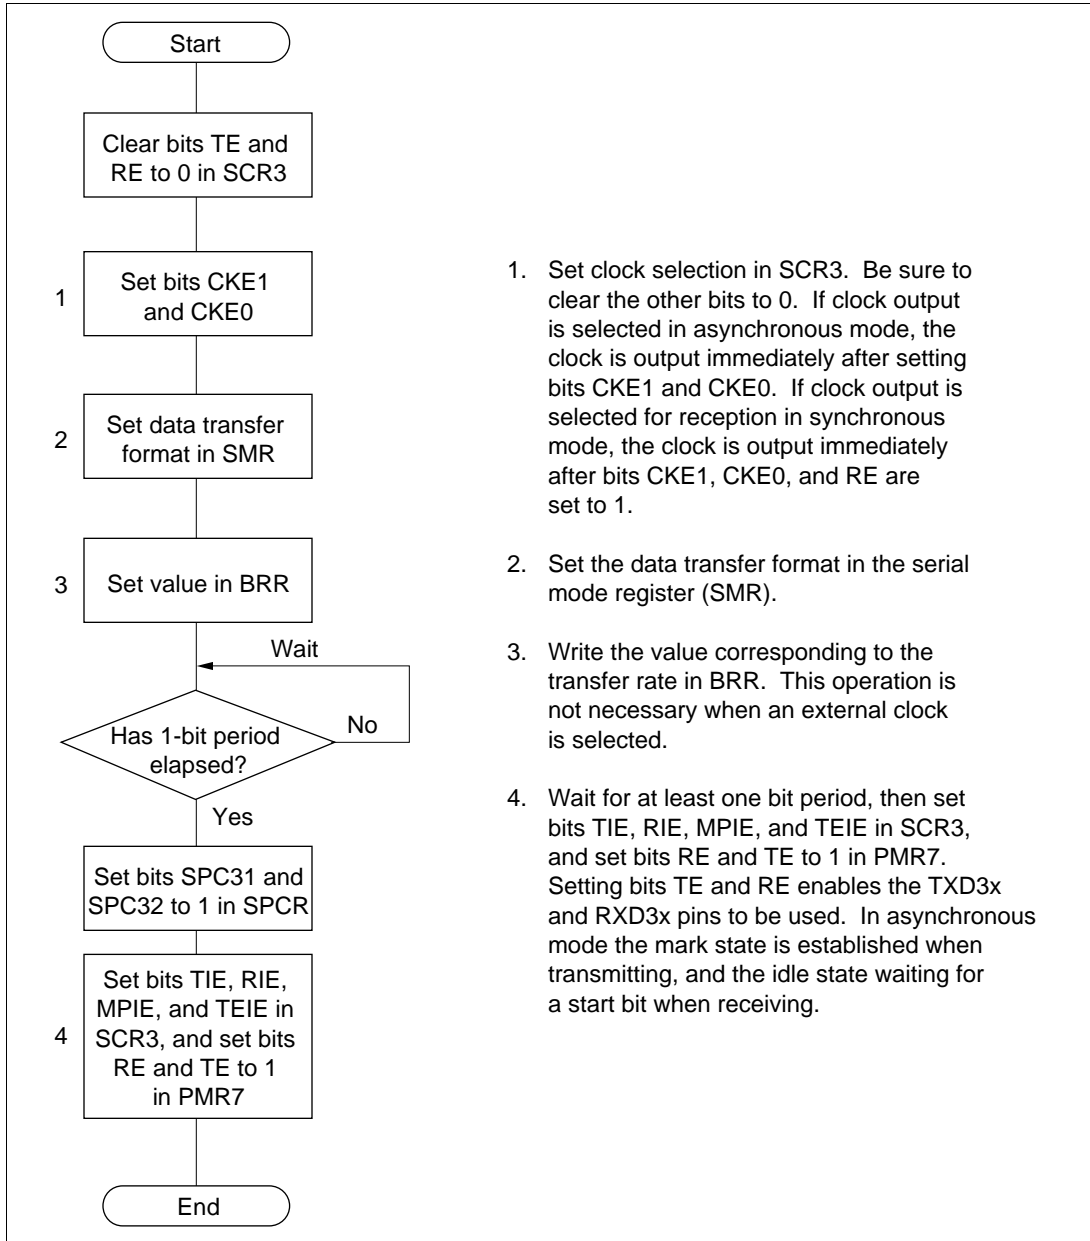 Start
Clear bits TE and
RE to 0 in SCR3
1
Set bits CKE1
and CKE0
2
Set data transfer
format in SMR
3
Set value in BRR
Wait
Has 1-bit period
elapsed?
No
Yes
Set bits SPC31 and
SPC32 to 1 in SPCR
4
Set bits TIE, RIE,
MPIE, and TEIE in
SCR3, and set bits
RE and TE to 1
in PMR7
End
1. Set clock selection in SCR3. Be sure to
clear the other bits to 0. If clock output
is selected in asynchronous mode, the
clock is output immediately after setting
bits CKE1 and CKE0. If clock output is
selected for reception in synchronous
mode, the clock is output immediately
after bits CKE1, CKE0, and RE are
set to 1.
2. Set the data transfer format in the serial
mode register (SMR).
3. Write the value corresponding to the
transfer rate in BRR. This operation is
not necessary when an external clock
is selected.
4. Wait for at least one bit period, then set
bits TIE, RIE, MPIE, and TEIE in SCR3,
and set bits RE and TE to 1 in PMR7.
Setting bits TE and RE enables the TXD3x
and RXD3x pins to be used. In asynchronous
mode the mark state is established when
transmitting, and the idle state waiting for
a start bit when receiving.